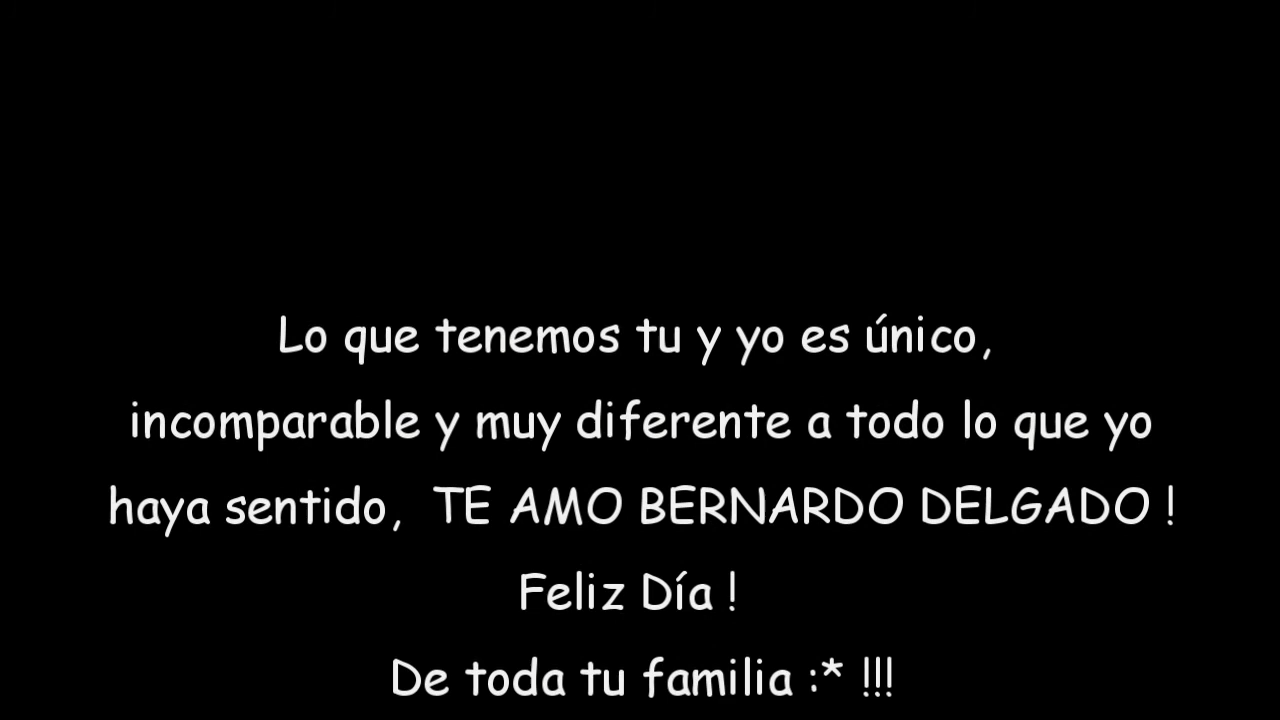 Lo que tenemos tu y yo es único,
incomparable y muy diferente a todo lo que yo
haya sentido,  TE AMO BERNARDO DELGADO !
Feliz Día !
De toda tu familia :* !!!